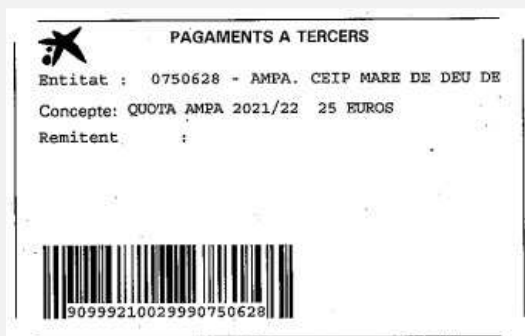 PAGAMENTS A TERCERS
Entitat : 0750628 - AMPA. CEIP MARE DE DEU DE
Concepte: QUOTA AMPA 2021/22 25 EUROS
Remitent :
90999210029990750628